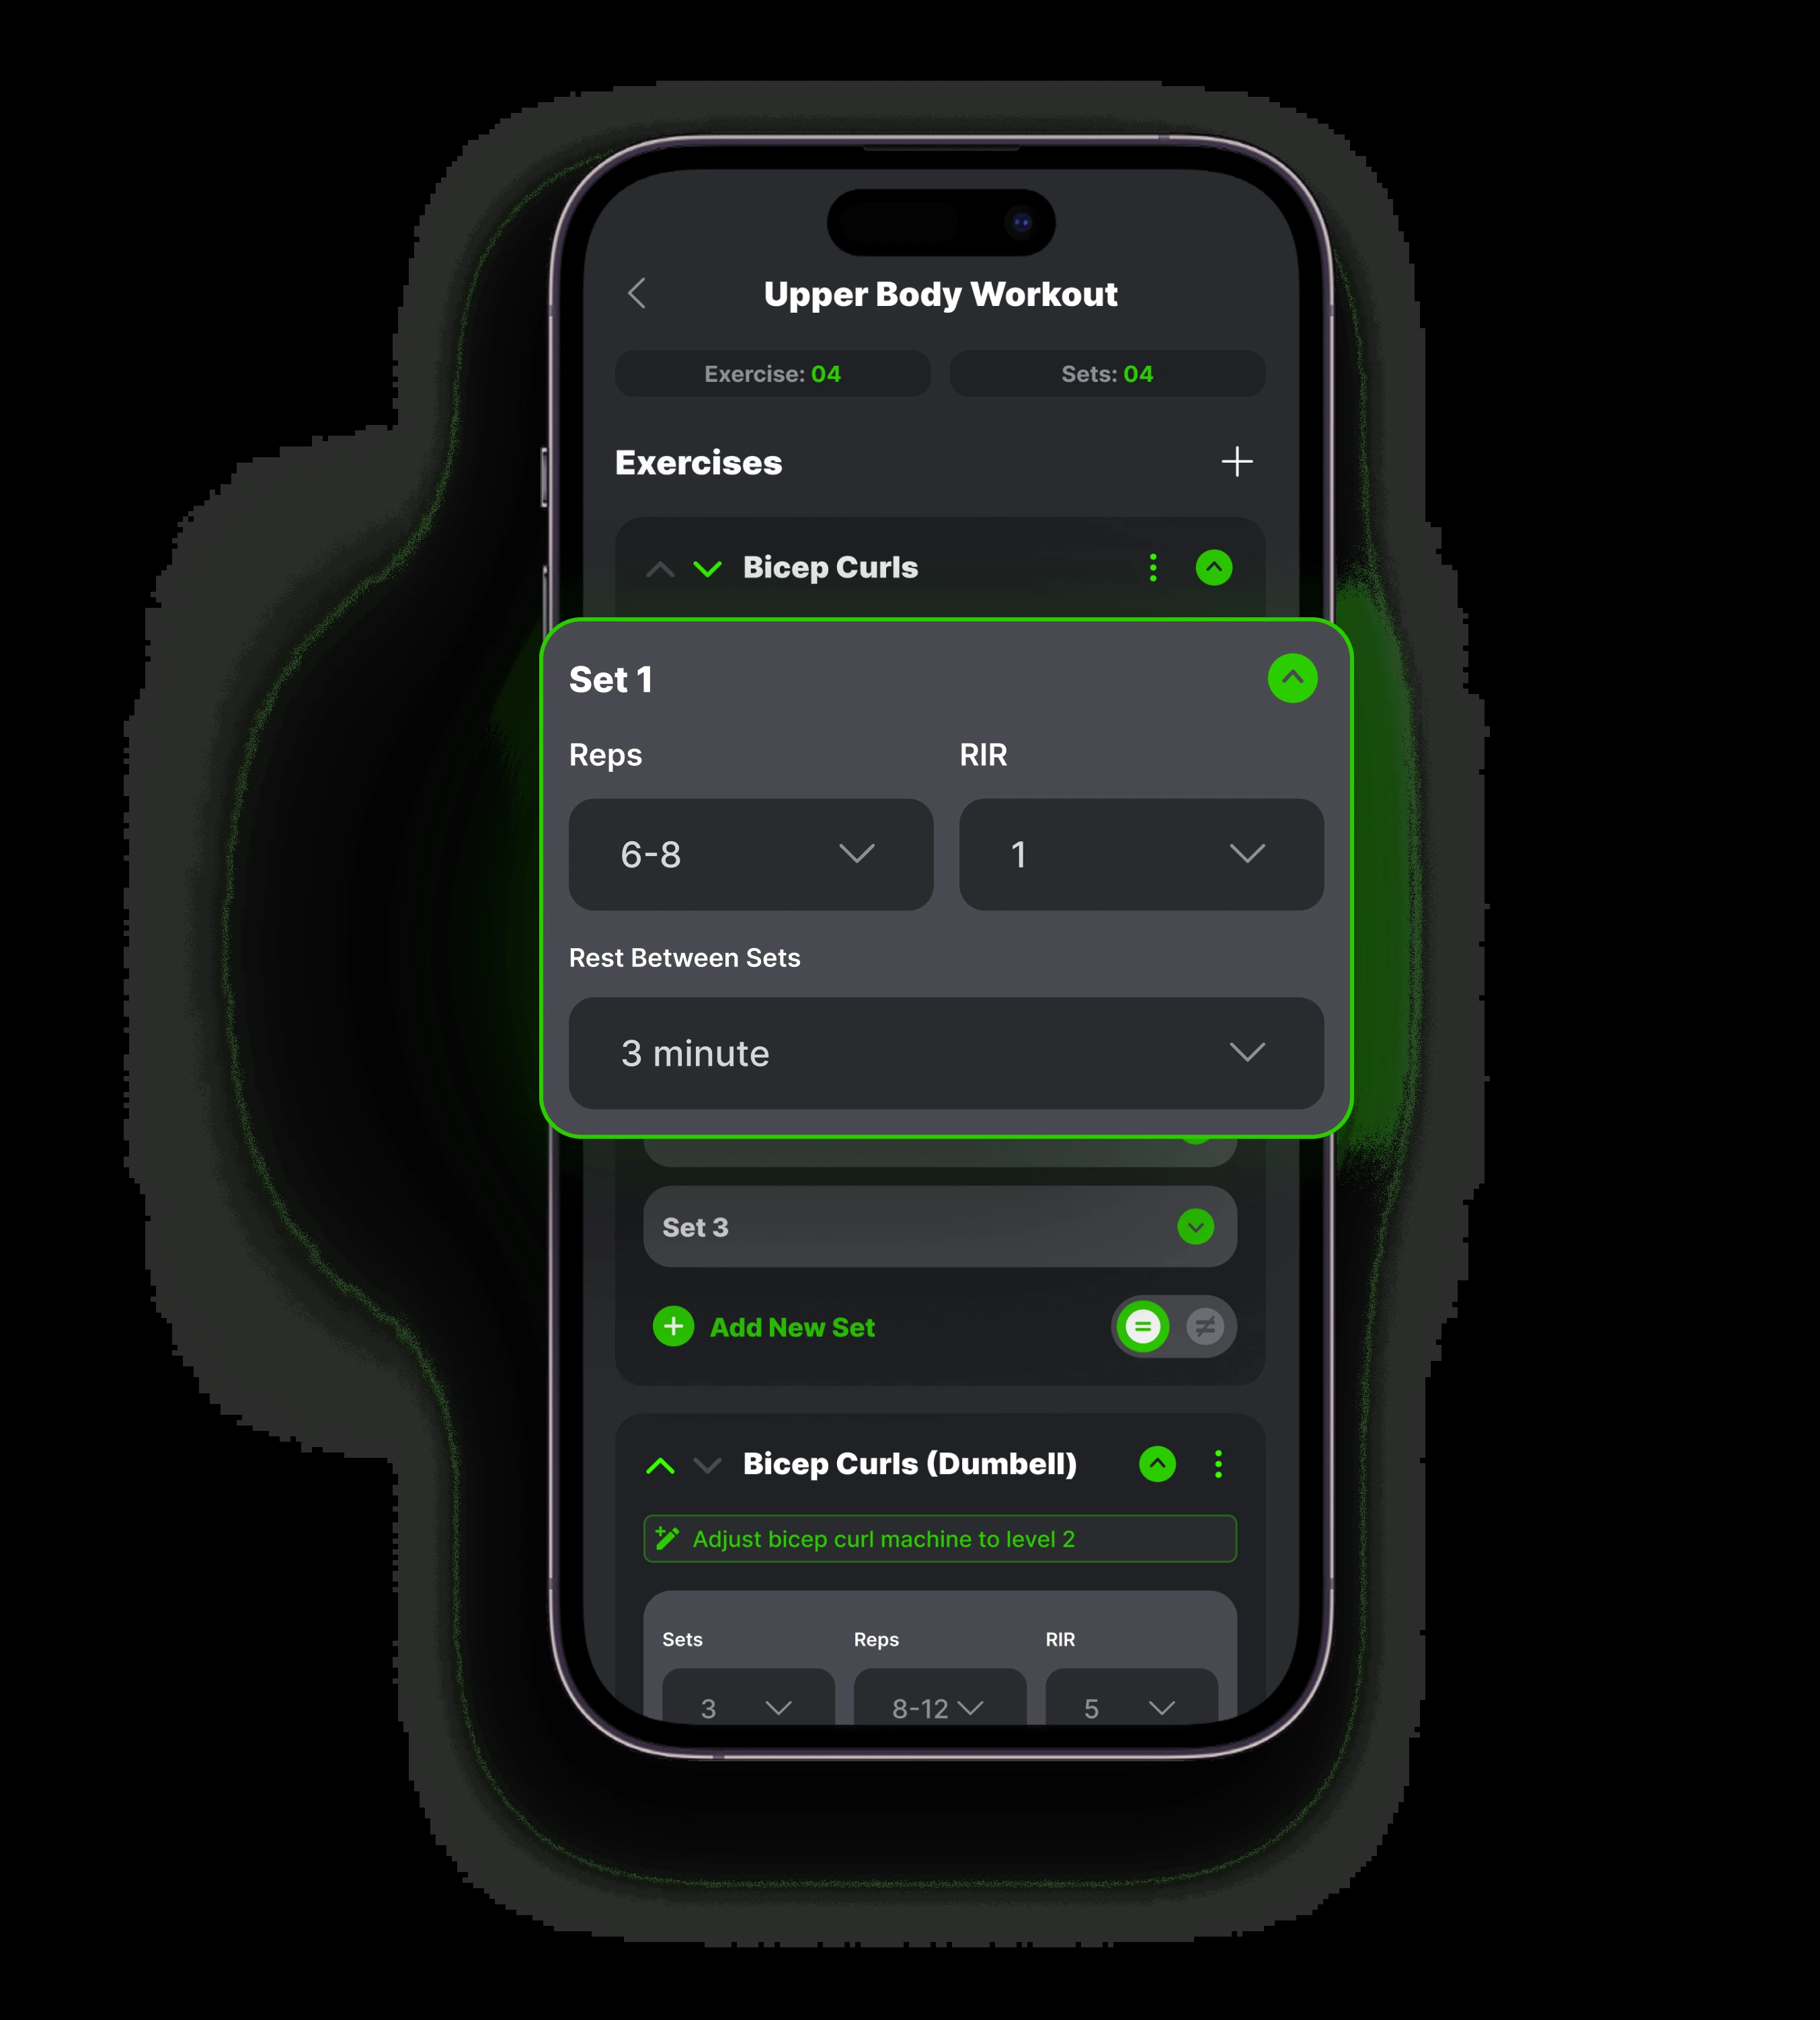 Upper Body Workout
Exercise: 04
Sets: 04
Exercises
Bicep Curls
Set 1
Reps
RIR
6-8
1
Rest Between Sets
3 minute
Set 3
Add New Set
= ≠
Bicep Curls (Dumbell)
Adjust bicep curl machine to level 2
Sets
Reps
RIR
3
8-12
5